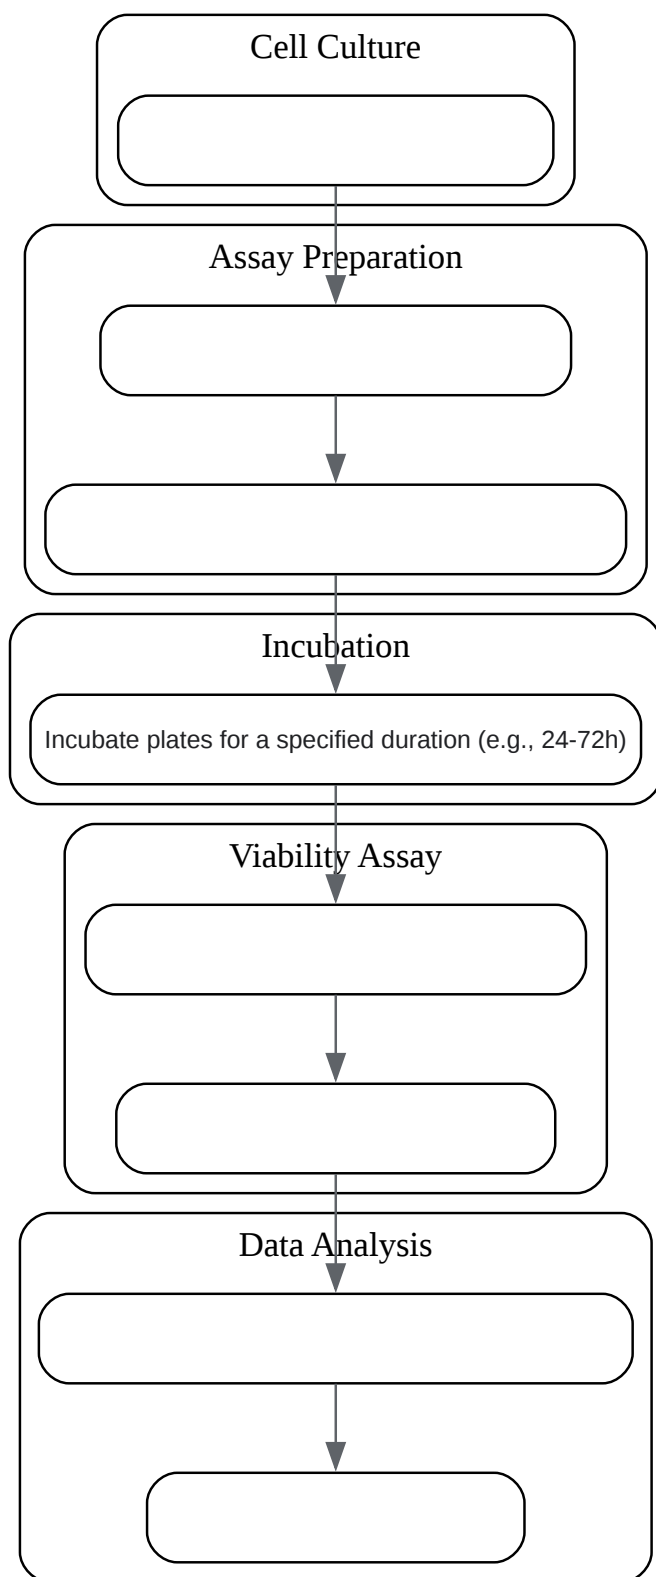 Cell Culture
Assay Preparation
Incubation
Incubate plates for a specified duration (e.g., 24-72h)
Viability Assay
Data Analysis